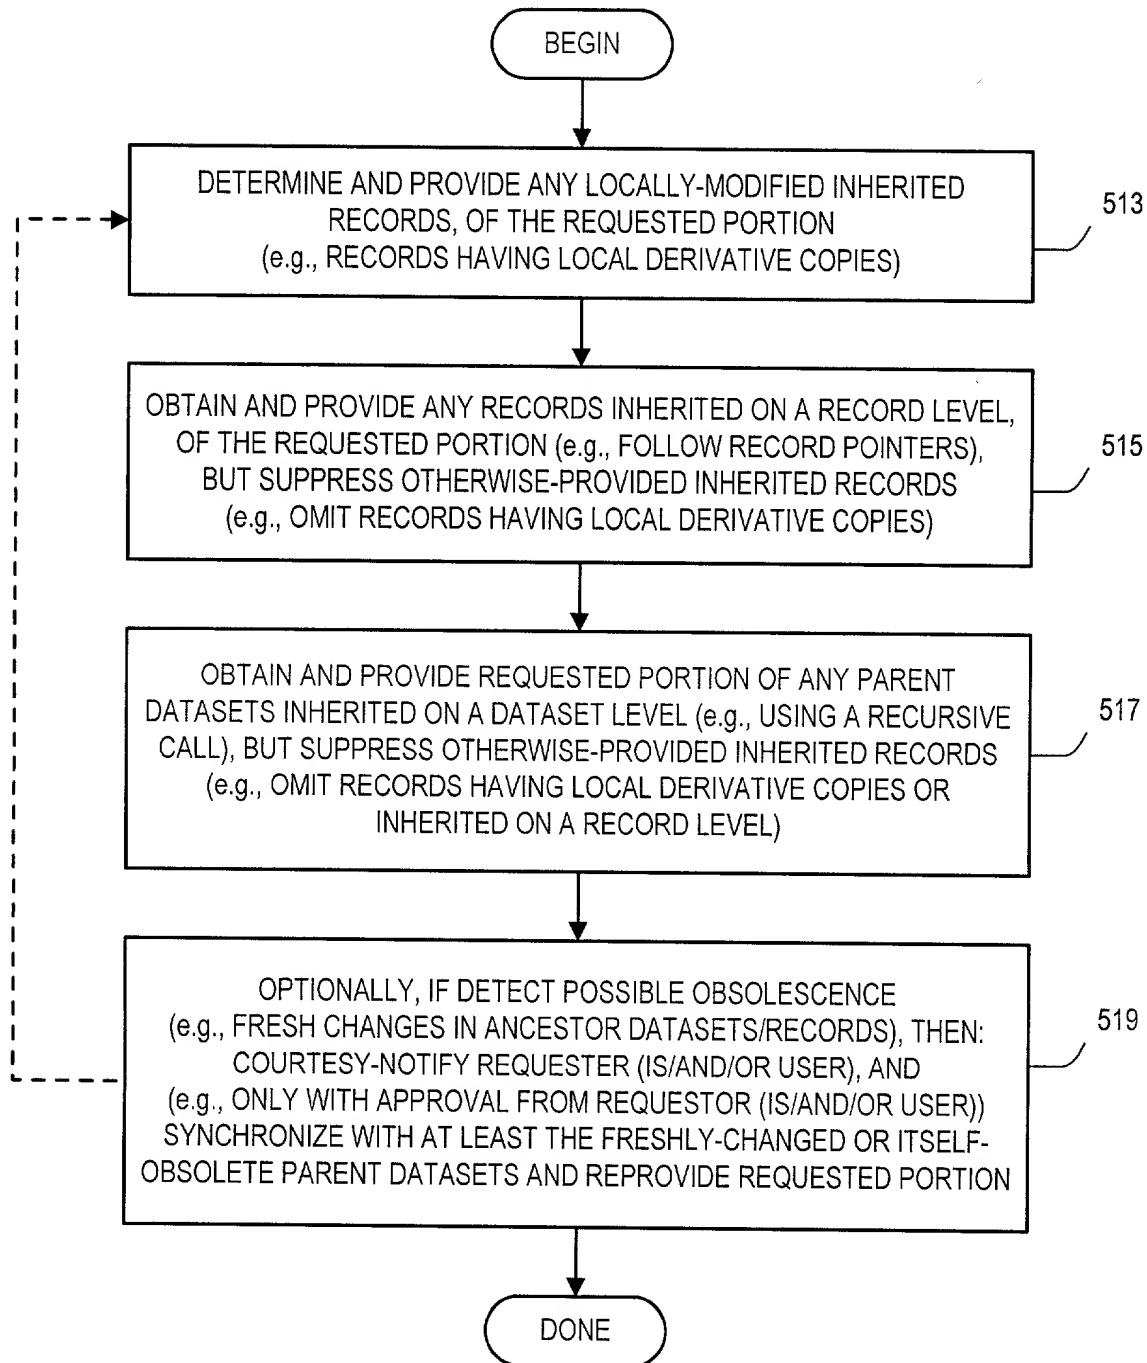 BEGIN
DETERMINE AND PROVIDE ANY LOCALLY-MODIFIED INHERITED
RECORDS, OF THE REQUESTED PORTION
(e.g., RECORDS HAVING LOCAL DERIVATIVE COPIES)
513
OBTAIN AND PROVIDE ANY RECORDS INHERITED ON A RECORD LEVEL,
OF THE REQUESTED PORTION (e.g., FOLLOW RECORD POINTERS),
BUT SUPPRESS OTHERWISE-PROVIDED INHERITED RECORDS
(e.g., OMIT RECORDS HAVING LOCAL DERIVATIVE COPIES)
515
OBTAIN AND PROVIDE REQUESTED PORTION OF ANY PARENT
DATASETS INHERITED ON A DATASET LEVEL (e.g., USING A RECURSIVE
CALL), BUT SUPPRESS OTHERWISE-PROVIDED INHERITED RECORDS
(e.g., OMIT RECORDS HAVING LOCAL DERIVATIVE COPIES OR
INHERITED ON A RECORD LEVEL)
517
OPTIONALLY, IF DETECT POSSIBLE OBSOLESCENCE
(e.g., FRESH CHANGES IN ANCESTOR DATASETS/RECORDS), THEN:
COURTESY-NOTIFY REQUESTER (IS/AND/OR USER), AND
(e.g., ONLY WITH APPROVAL FROM REQUESTOR (IS/AND/OR USER))
SYNCHRONIZE WITH AT LEAST THE FRESHLY-CHANGED OR ITSELF-
OBSOLETE PARENT DATASETS AND REPROVIDE REQUESTED PORTION
519
DONE